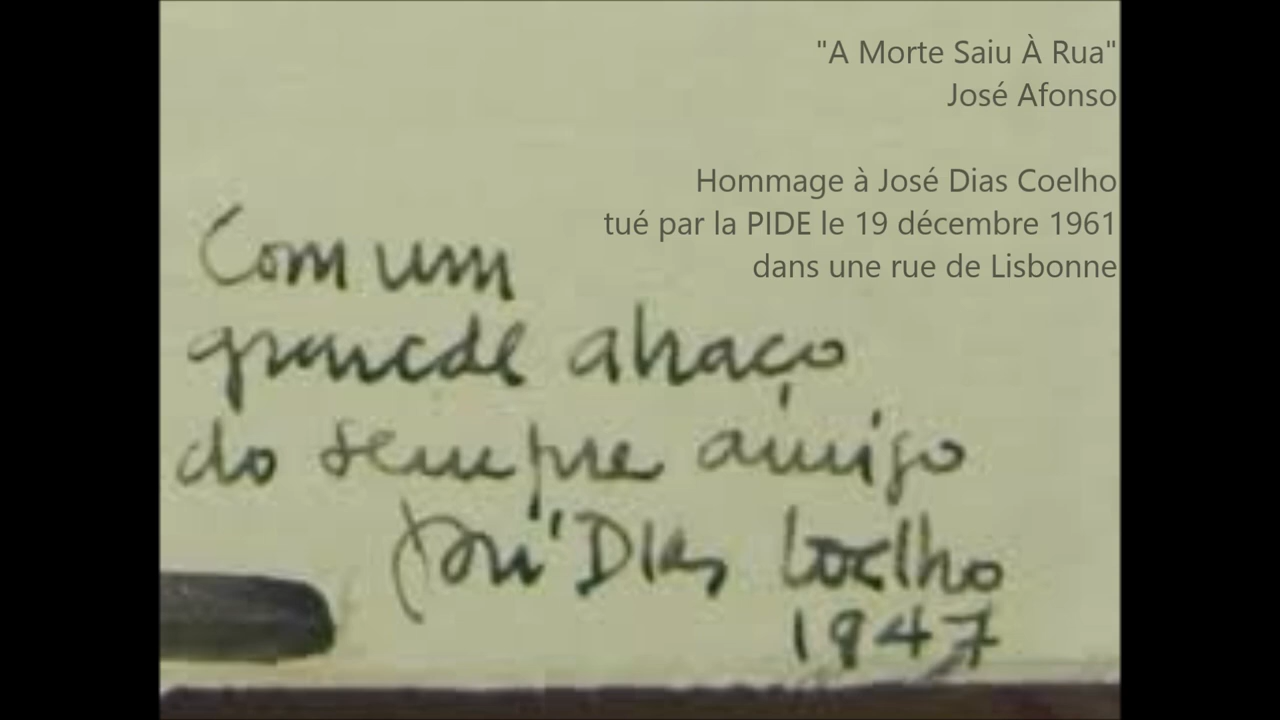 "A Morte Saiu À Rua"
José Afonso
Hommage à José Dias Coelho
tué par la PIDE le 19 décembre 1961
dans une rue de Lisbonne
Com um
grande abraço
do sempre amigo
José Dias Coelho
1947